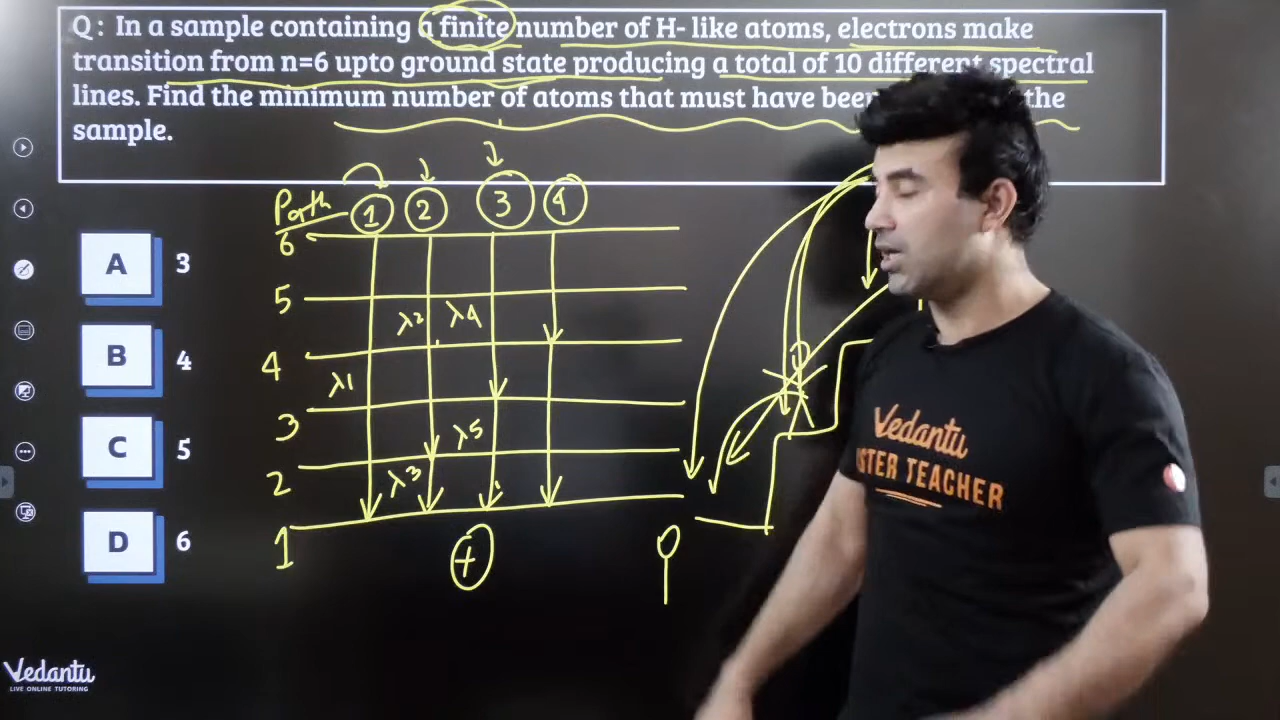 Q : In a sample containing a finite number of H- like atoms, electrons make
transition from n=6 upto ground state producing a total of 10 different spectral
lines. Find the minimum number of atoms that must have been the
sample.
Path 1 2 3 4
6
5
4
3
2
1
λ1
λ2
λ4
λ5
λ3
A 3
B 4
C 5
D 6
Vedantu
STER TEACHER
Vedantu
LIVE ONLINE TUTORING